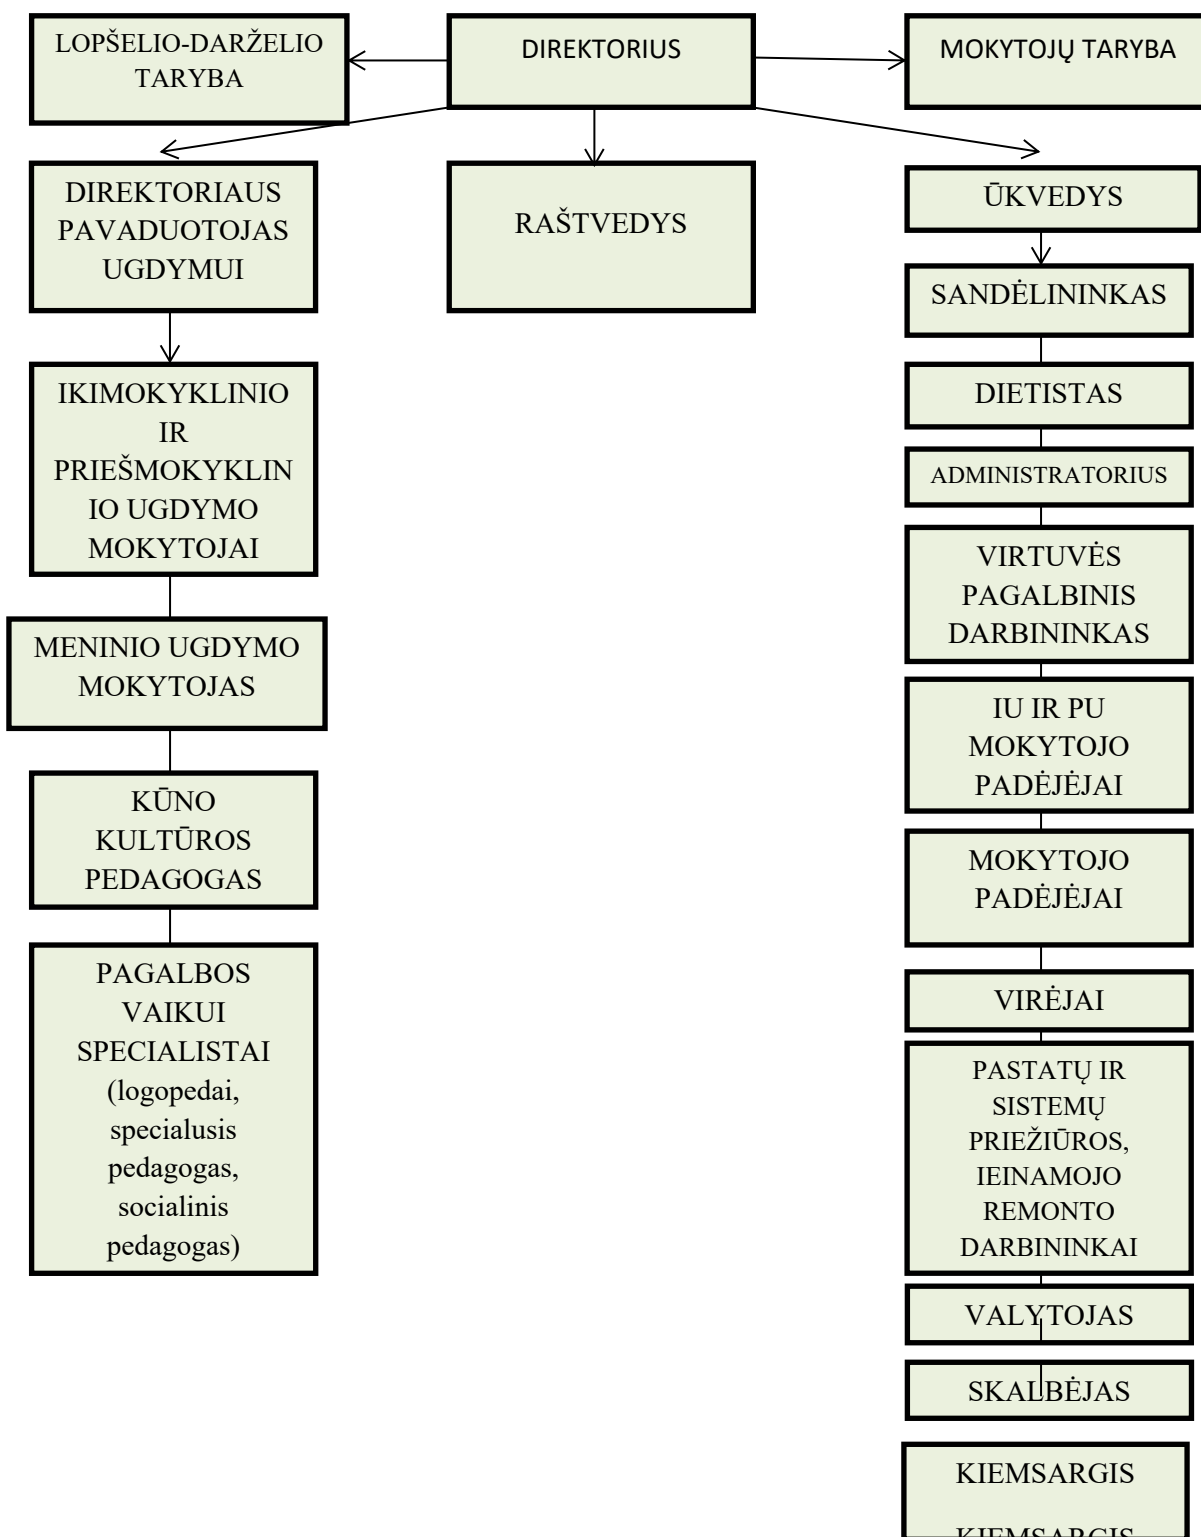 LOPŠELIO-DARŽELIO
TARYBA
DIREKTORIUS
MOKYTOJŲ TARYBA
DIREKTORIAUS
PAVADUOTOJAS
UGDYMUI
RAŠTVEDYS
ŪKVEDYS
SANDĖLININKAS
IKIMOKYKLINIO
IR
PRIEŠMOKYKLIN
IO UGDYMO
MOKYTOJAI
DIETISTAS
ADMINISTRATORIUS
VIRTUVĖS
PAGALBINIS
DARBININKAS
MENINIO UGDYMO
MOKYTOJAS
IU IR PU
MOKYTOJO
PADĖJĖJAI
KŪNO
KULTŪROS
PEDAGOGAS
MOKYTOJO
PADĖJĖJAI
PAGALBOS
VAIKUI
SPECIALISTAI
(logopedai,
specialusis
pedagogas,
socialinis
pedagogas)
VIRĖJAI
PASTATŲ IR
SISTEMŲ
PRIEŽIŪROS,
IEINAMOJO
REMONTO
DARBININKAI
VALYTOJAS
SKALBĖJAS
KIEMSARGIS
KIEMSARGIS